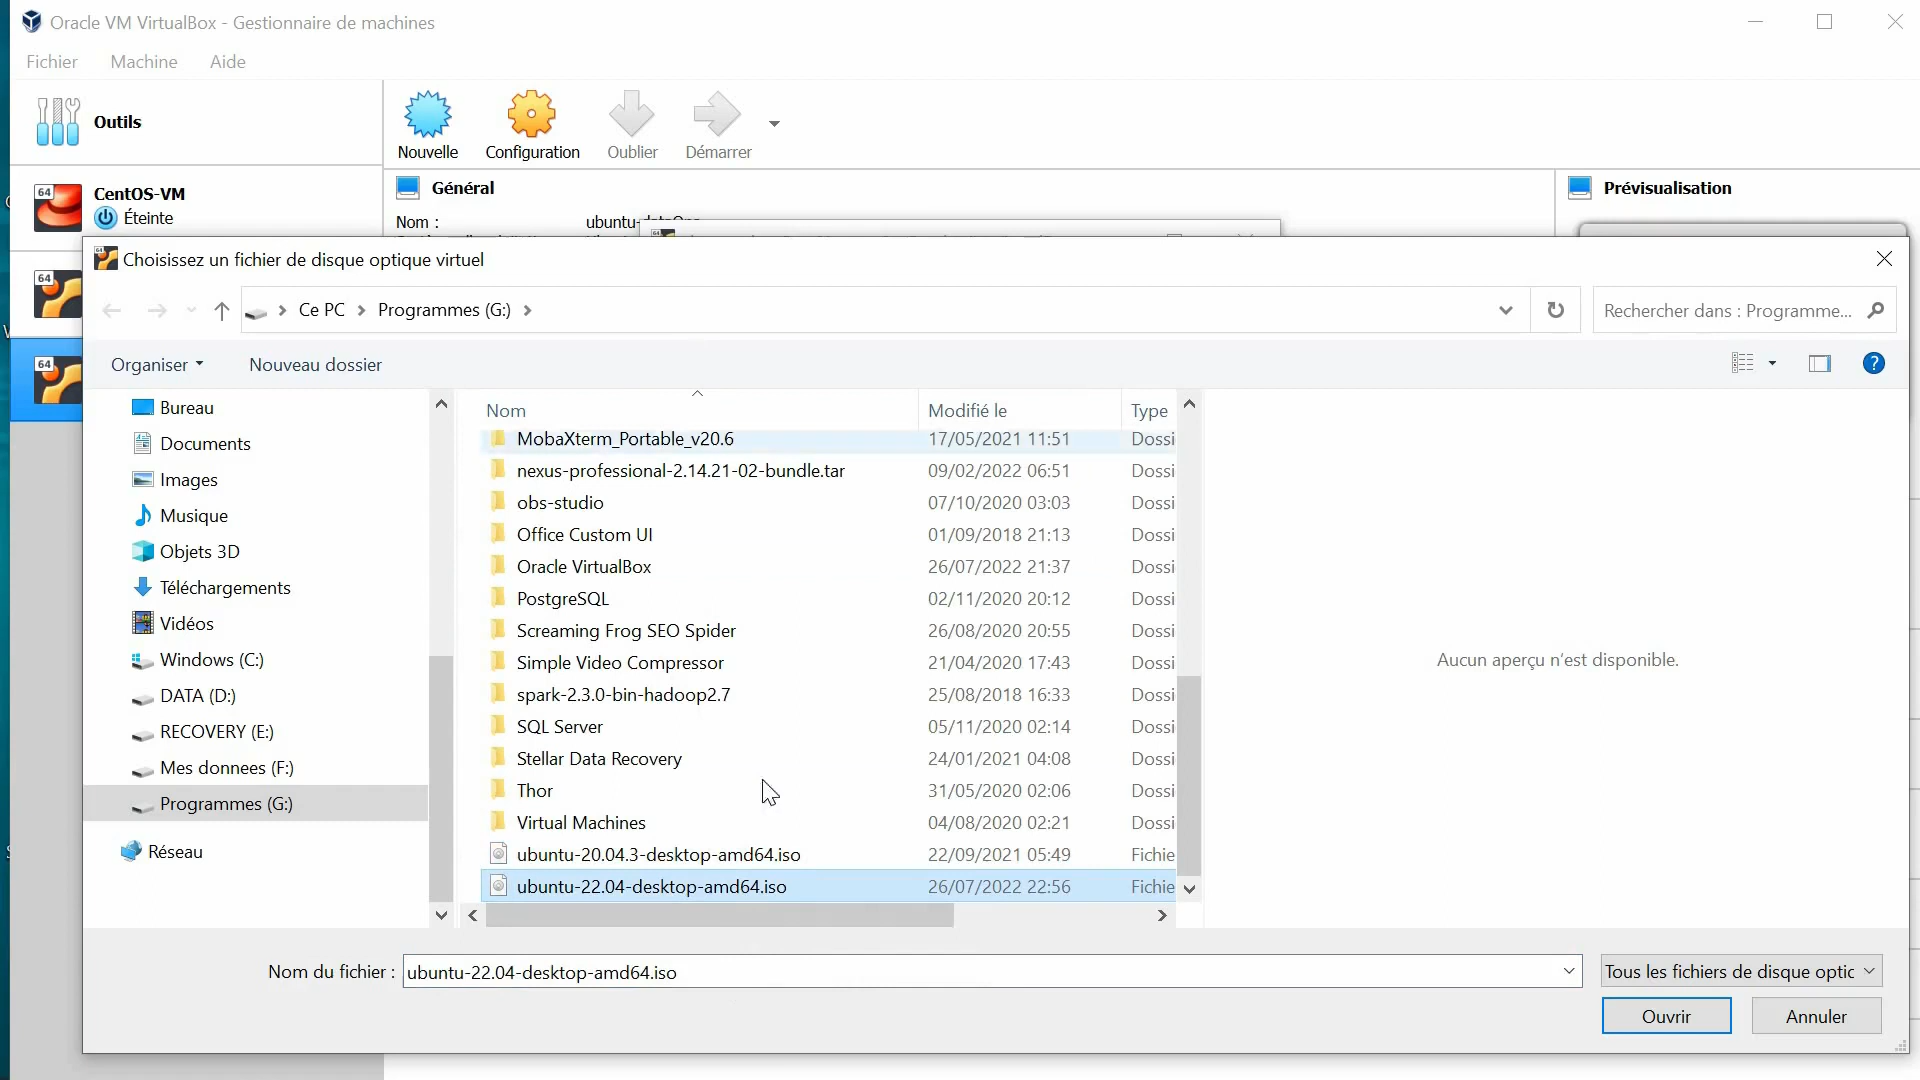 Oracle VM VirtualBox - Gestionnaire de machines
Fichier Machine Aide
Outils
Nouvelle Configuration Oublier Démarrer
64 CentOS-VM
Éteinte
Général
Nom : ubuntu-dataOps
Prévisualisation
64
64
Choisissez un fichier de disque optique virtuel
Ce PC Programmes (G:)
Rechercher dans : Programme...
Organiser Nouveau dossier
Bureau
Documents
Images
Musique
Objets 3D
Téléchargements
Vidéos
Windows (C:)
DATA (D:)
RECOVERY (E:)
Mes donnees (F:)
Programmes (G:)
Réseau
Nom Modifié le Type
MobaXterm_Portable_v20.6 17/05/2021 11:51 Dossi
nexus-professional-2.14.21-02-bundle.tar 09/02/2022 06:51 Dossi
obs-studio 07/10/2020 03:03 Dossi
Office Custom UI 01/09/2018 21:13 Dossi
Oracle VirtualBox 26/07/2022 21:37 Dossi
PostgreSQL 02/11/2020 20:12 Dossi
Screaming Frog SEO Spider 26/08/2020 20:55 Dossi
Simple Video Compressor 21/04/2020 17:43 Dossi
spark-2.3.0-bin-hadoop2.7 25/08/2018 16:33 Dossi
SQL Server 05/11/2020 02:14 Dossi
Stellar Data Recovery 24/01/2021 04:08 Dossi
Thor 31/05/2020 02:06 Dossi
Virtual Machines 04/08/2020 02:21 Dossi
ubuntu-20.04.3-desktop-amd64.iso 22/09/2021 05:49 Fichie
ubuntu-22.04-desktop-amd64.iso 26/07/2022 22:56 Fichie
Aucun aperçu n'est disponible.
Nom du fichier : ubuntu-22.04-desktop-amd64.iso
Tous les fichiers de disque optic
Ouvrir Annuler